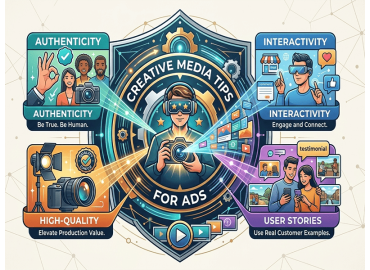 AUTHENTICITY
INTERACTIVITY
CREATIVE MEDIA TIPS
AUTHENTICITY
Be True. Be Human.
INTERACTIVITY
Engage and Connect.
testimonial
FOR ADS
HIGH-QUALITY
Elevate Production Value.
USER STORIES
Use Real Customer Examples.